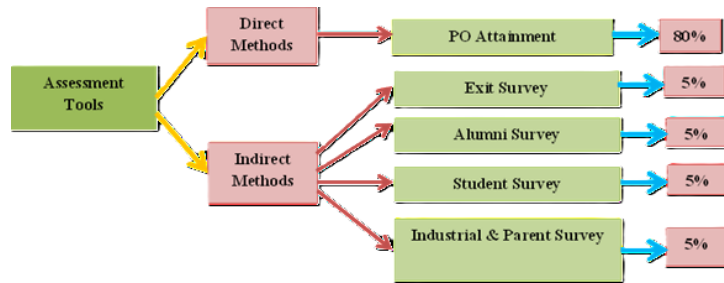 Assessment
Tools
Direct
Methods
PO Attainment
80%
Indirect
Methods
Exit Survey
5%
Alumni Survey
5%
Student Survey
5%
Industrial & Parent Survey
5%